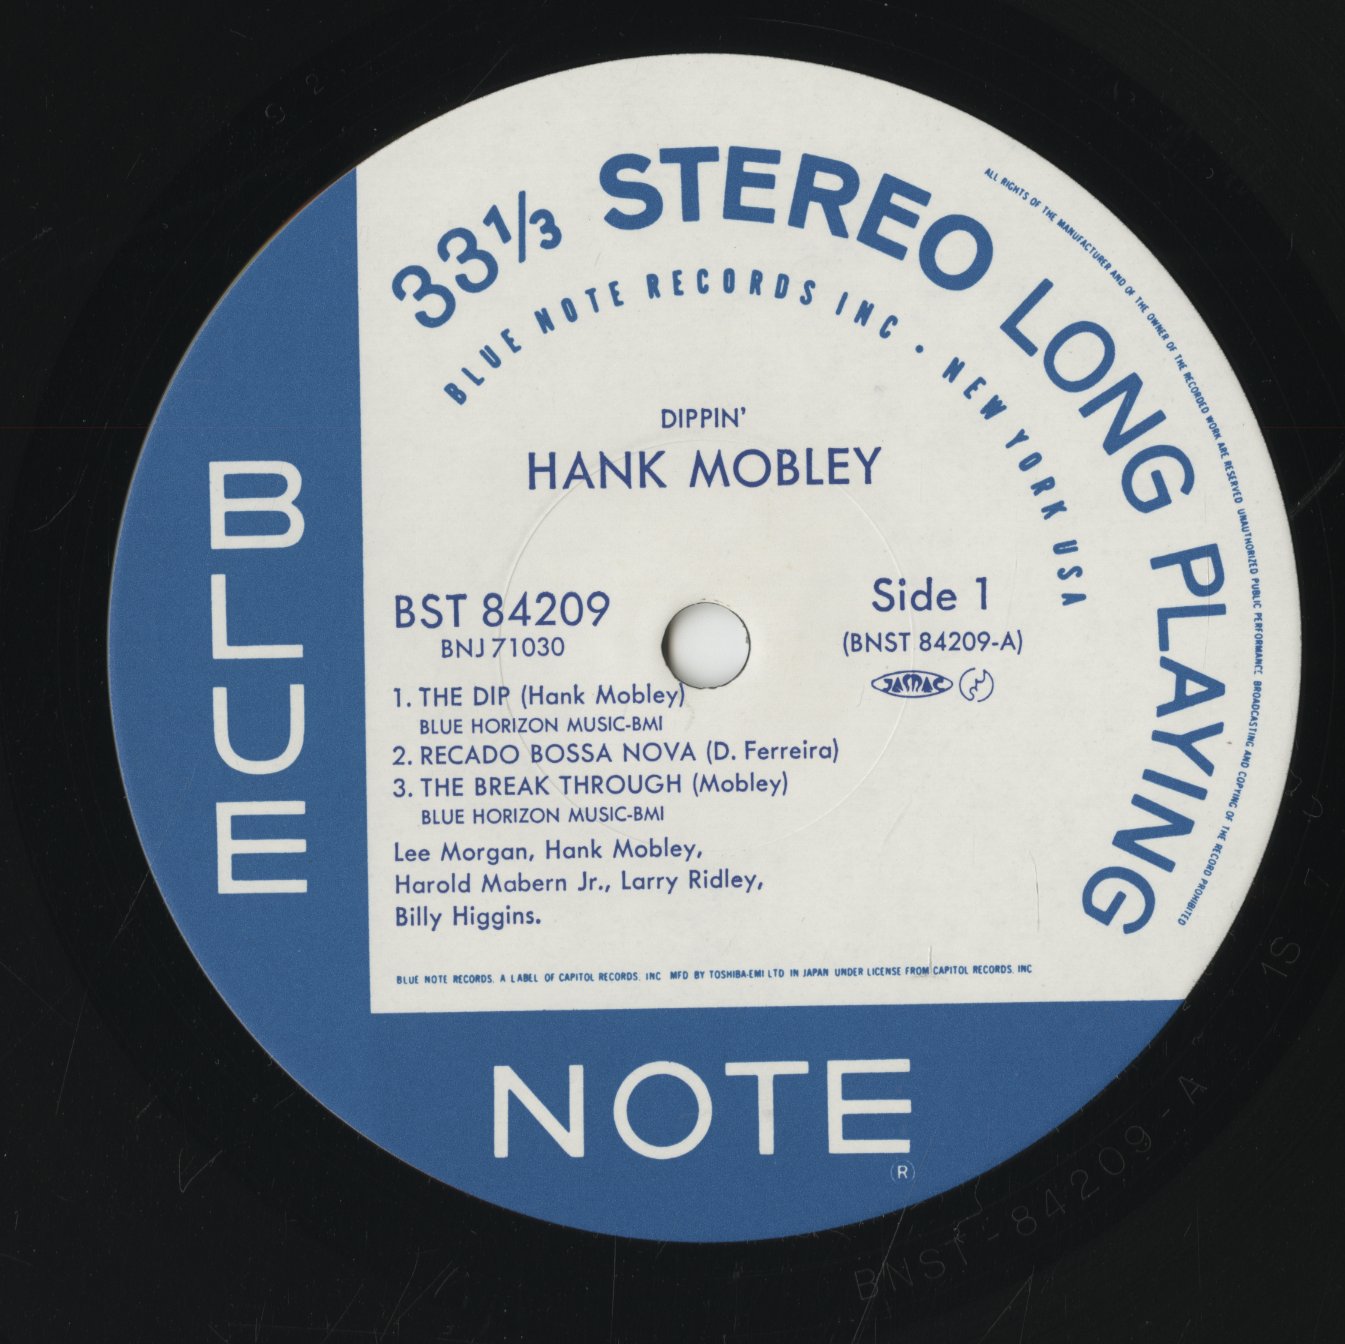 33 1/3 STEREO LONG PLAYING
BLUE NOTE RECORDS INC • NEW YORK USA
ALL RIGHTS OF THE MANUFACTURER AND OF THE OWNER OF THE RECORDED WORK ARE RESERVED UNAUTHORIZED PUBLIC PERFORMANCE BROADCASTING AND COPYING OF THE RECORD PROHIBITED
DIPPIN'
HANK MOBLEY
BST 84209
BNJ 71030
Side 1
(BNST 84209-A)
JASRAC
1. THE DIP (Hank Mobley)
BLUE HORIZON MUSIC-BMI
2. RECADO BOSSA NOVA (D. Ferreira)
3. THE BREAK THROUGH (Mobley)
BLUE HORIZON MUSIC-BMI
Lee Morgan, Hank Mobley,
Harold Mabern Jr., Larry Ridley,
Billy Higgins.
BLUE NOTE RECORDS. A LABEL OF CAPITOL RECORDS. INC MFD BY TOSHIBA-EMI LTD IN JAPAN UNDER LICENSE FROM CAPITOL RECORDS. INC
BLUE
NOTE
®
BNST-84209-A
1S